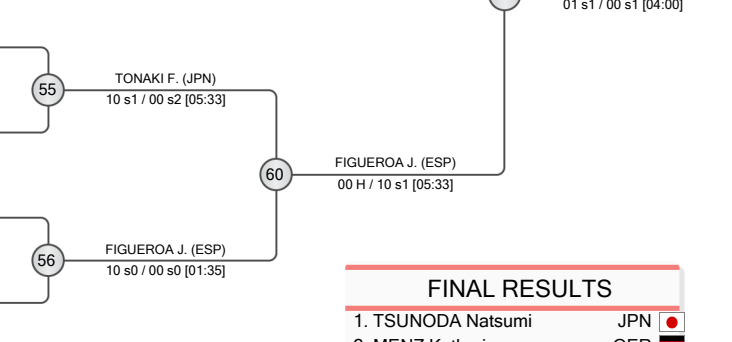 01 s1 / 00 s1 [04:00]
55
TONAKI F. (JPN)
10 s1 / 00 s2 [05:33]
60
FIGUEROA J. (ESP)
00 H / 10 s1 [05:33]
56
FIGUEROA J. (ESP)
10 s0 / 00 s0 [01:35]
FINAL RESULTS
1. TSUNODA Natsumi JPN